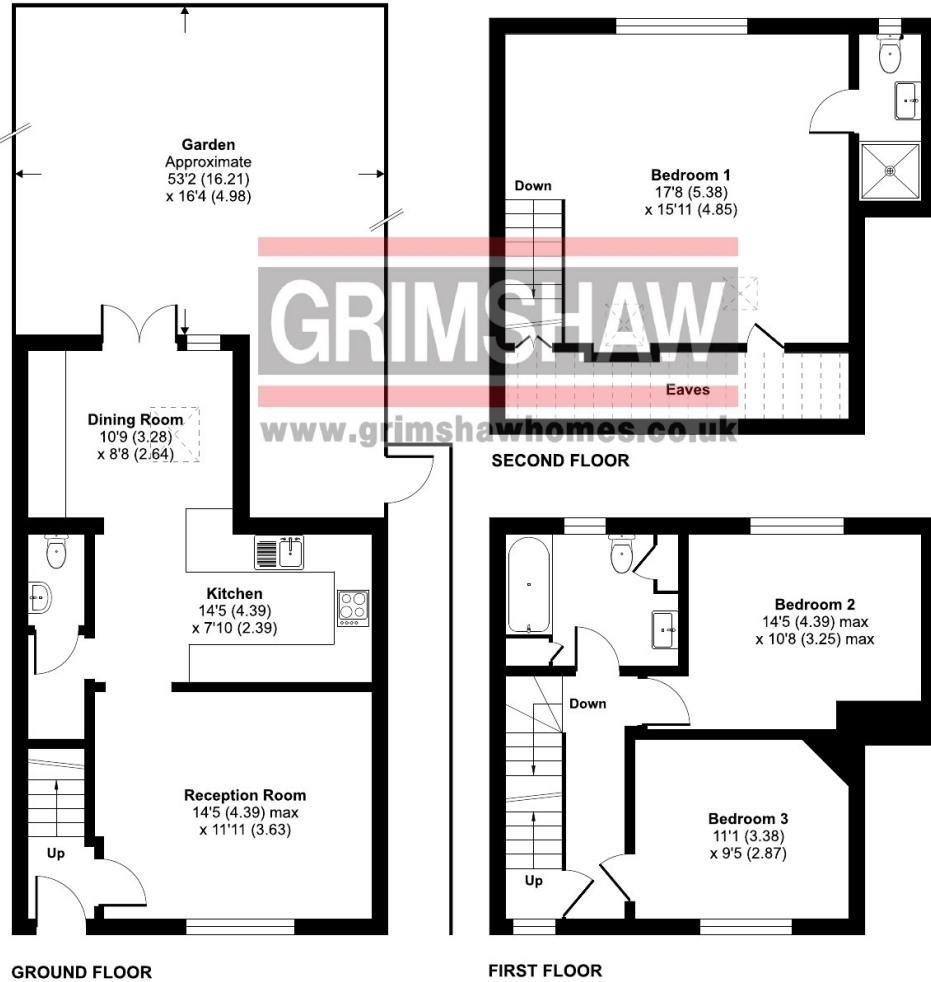 Garden
Approximate
53'2 (16.21)
x 16'4 (4.98)
Dining Room
10'9 (3.28)
x 8'8 (2.64)
Kitchen
14'5 (4.39)
x 7'10 (2.39)
Reception Room
14'5 (4.39) max
x 11'11 (3.63)
Up
GROUND FLOOR
Bedroom 1
17'8 (5.38)
x 15'11 (4.85)
Down
Eaves
SECOND FLOOR
GRIMSHAW
www.grimshawhomes.co.uk
Bedroom 2
14'5 (4.39) max
x 10'8 (3.25) max
Down
Bedroom 3
11'1 (3.38)
x 9'5 (2.87)
Up
FIRST FLOOR